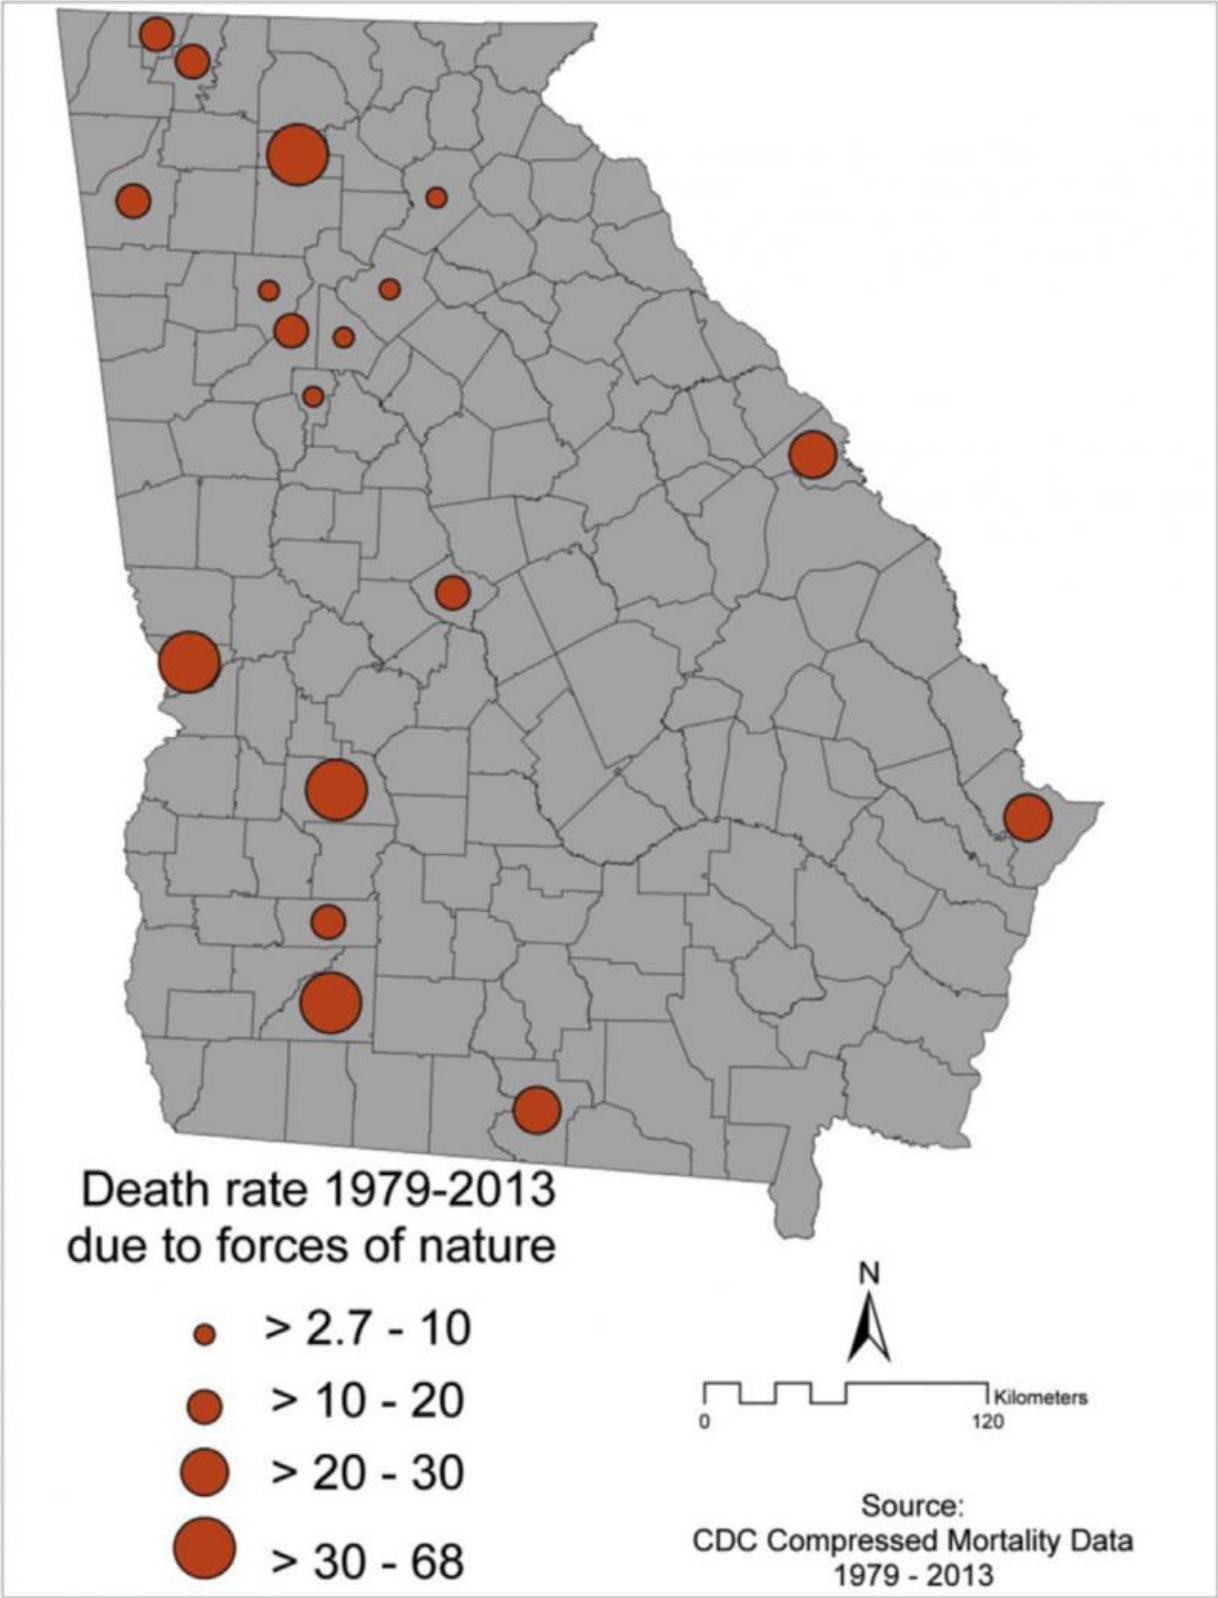 Death rate 1979-2013
due to forces of nature
> 2.7 - 10
> 10 - 20
> 20 - 30
> 30 - 68
N
Kilometers
0 120
Source:
CDC Compressed Mortality Data
1979 - 2013